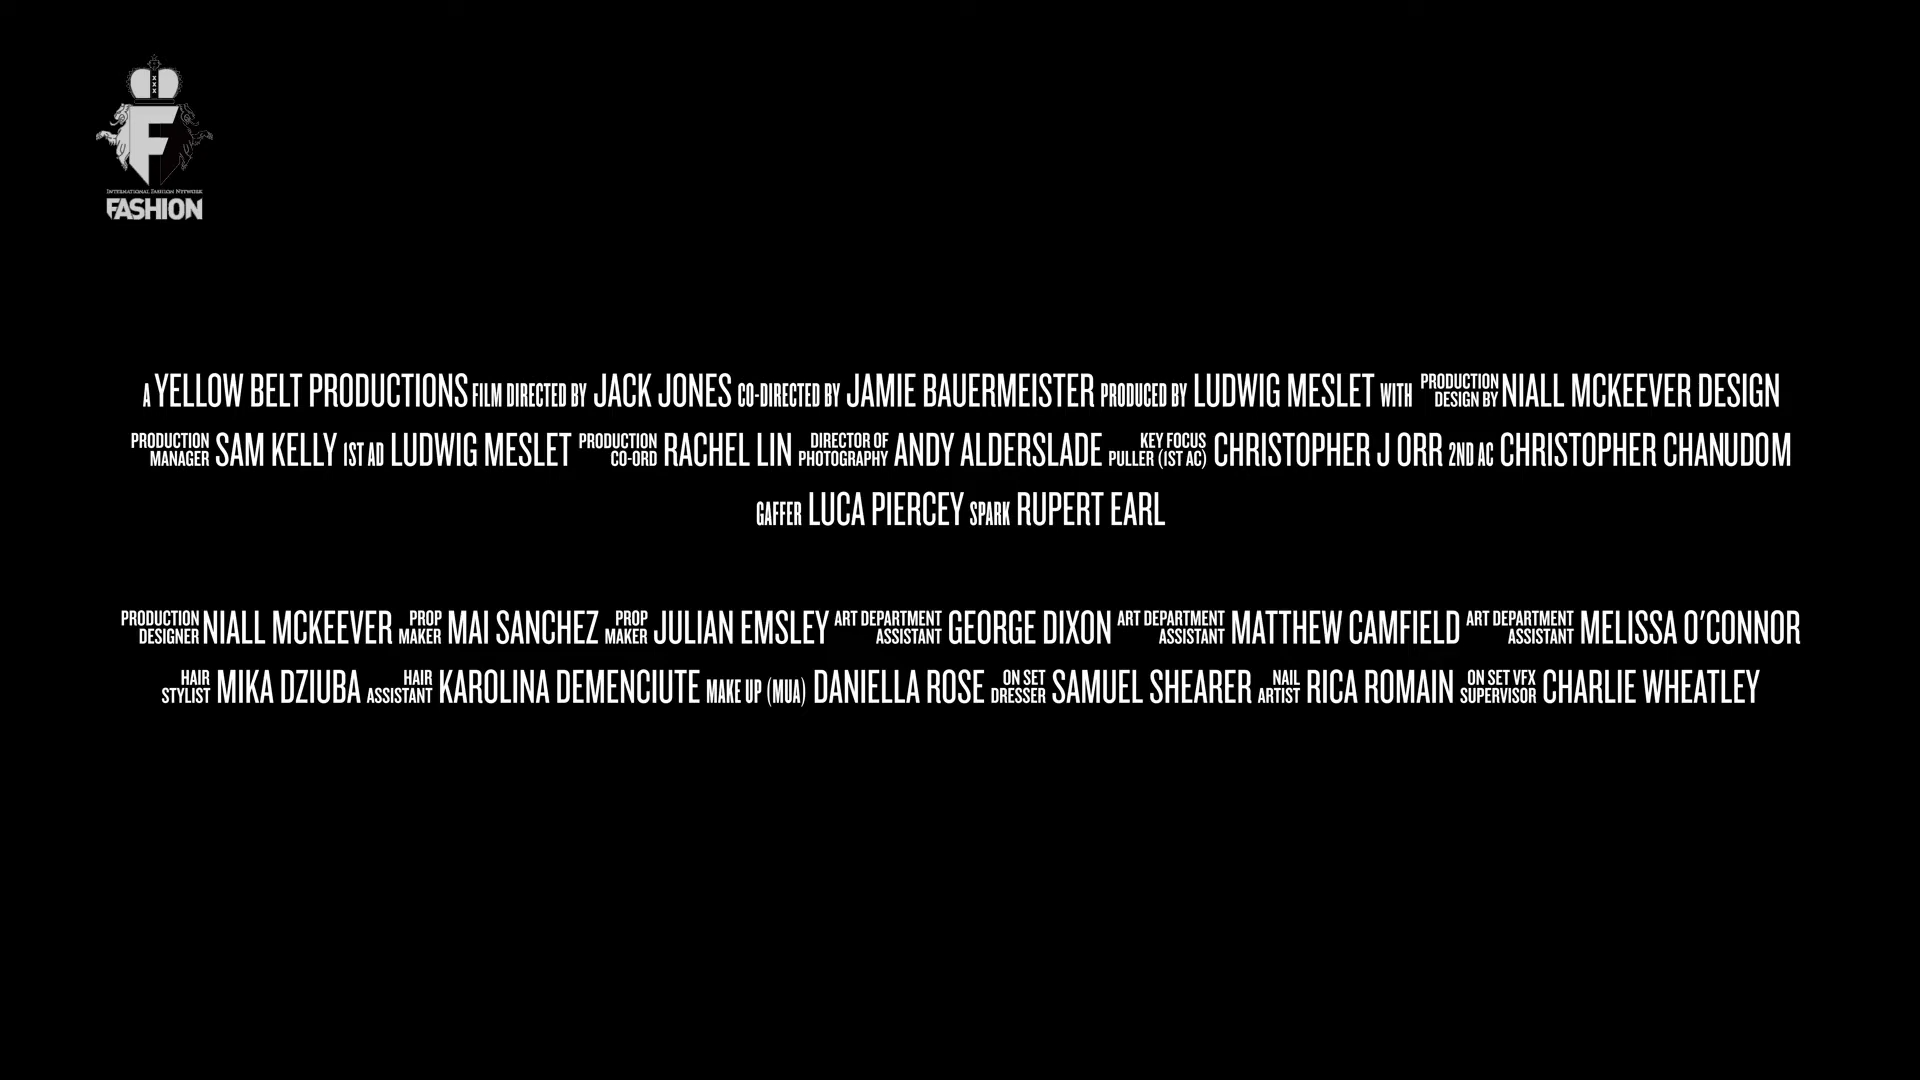 XXX
F
INTERNATIONAL FASHION NETWORK
FASHION
A YELLOW BELT PRODUCTIONS FILM DIRECTED BY JACK JONES CO-DIRECTED BY JAMIE BAUERMEISTER PRODUCED BY LUDWIG MESLET WITH PRODUCTION DESIGN BY NIALL MCKEEVER DESIGN
PRODUCTION MANAGER SAM KELLY 1ST AD LUDWIG MESLET PRODUCTION CO-ORD RACHEL LIN DIRECTOR OF PHOTOGRAPHY ANDY ALDERSLADE KEY FOCUS PULLER (1ST AC) CHRISTOPHER J ORR 2ND AC CHRISTOPHER CHANUDOM
GAFFER LUCA PIERCEY SPARK RUPERT EARL
PRODUCTION DESIGNER NIALL MCKEEVER PROP MAKER MAI SANCHEZ PROP MAKER JULIAN EMSLEY ART DEPARTMENT ASSISTANT GEORGE DIXON ART DEPARTMENT ASSISTANT MATTHEW CAMFIELD ART DEPARTMENT ASSISTANT MELISSA O'CONNOR
HAIR STYLIST MIKA DZIUBA HAIR ASSISTANT KAROLINA DEMENCIUTE MAKE UP (MUA) DANIELLA ROSE ON SET DRESSER SAMUEL SHEARER NAIL ARTIST RICA ROMAIN ON SET VFX SUPERVISOR CHARLIE WHEATLEY